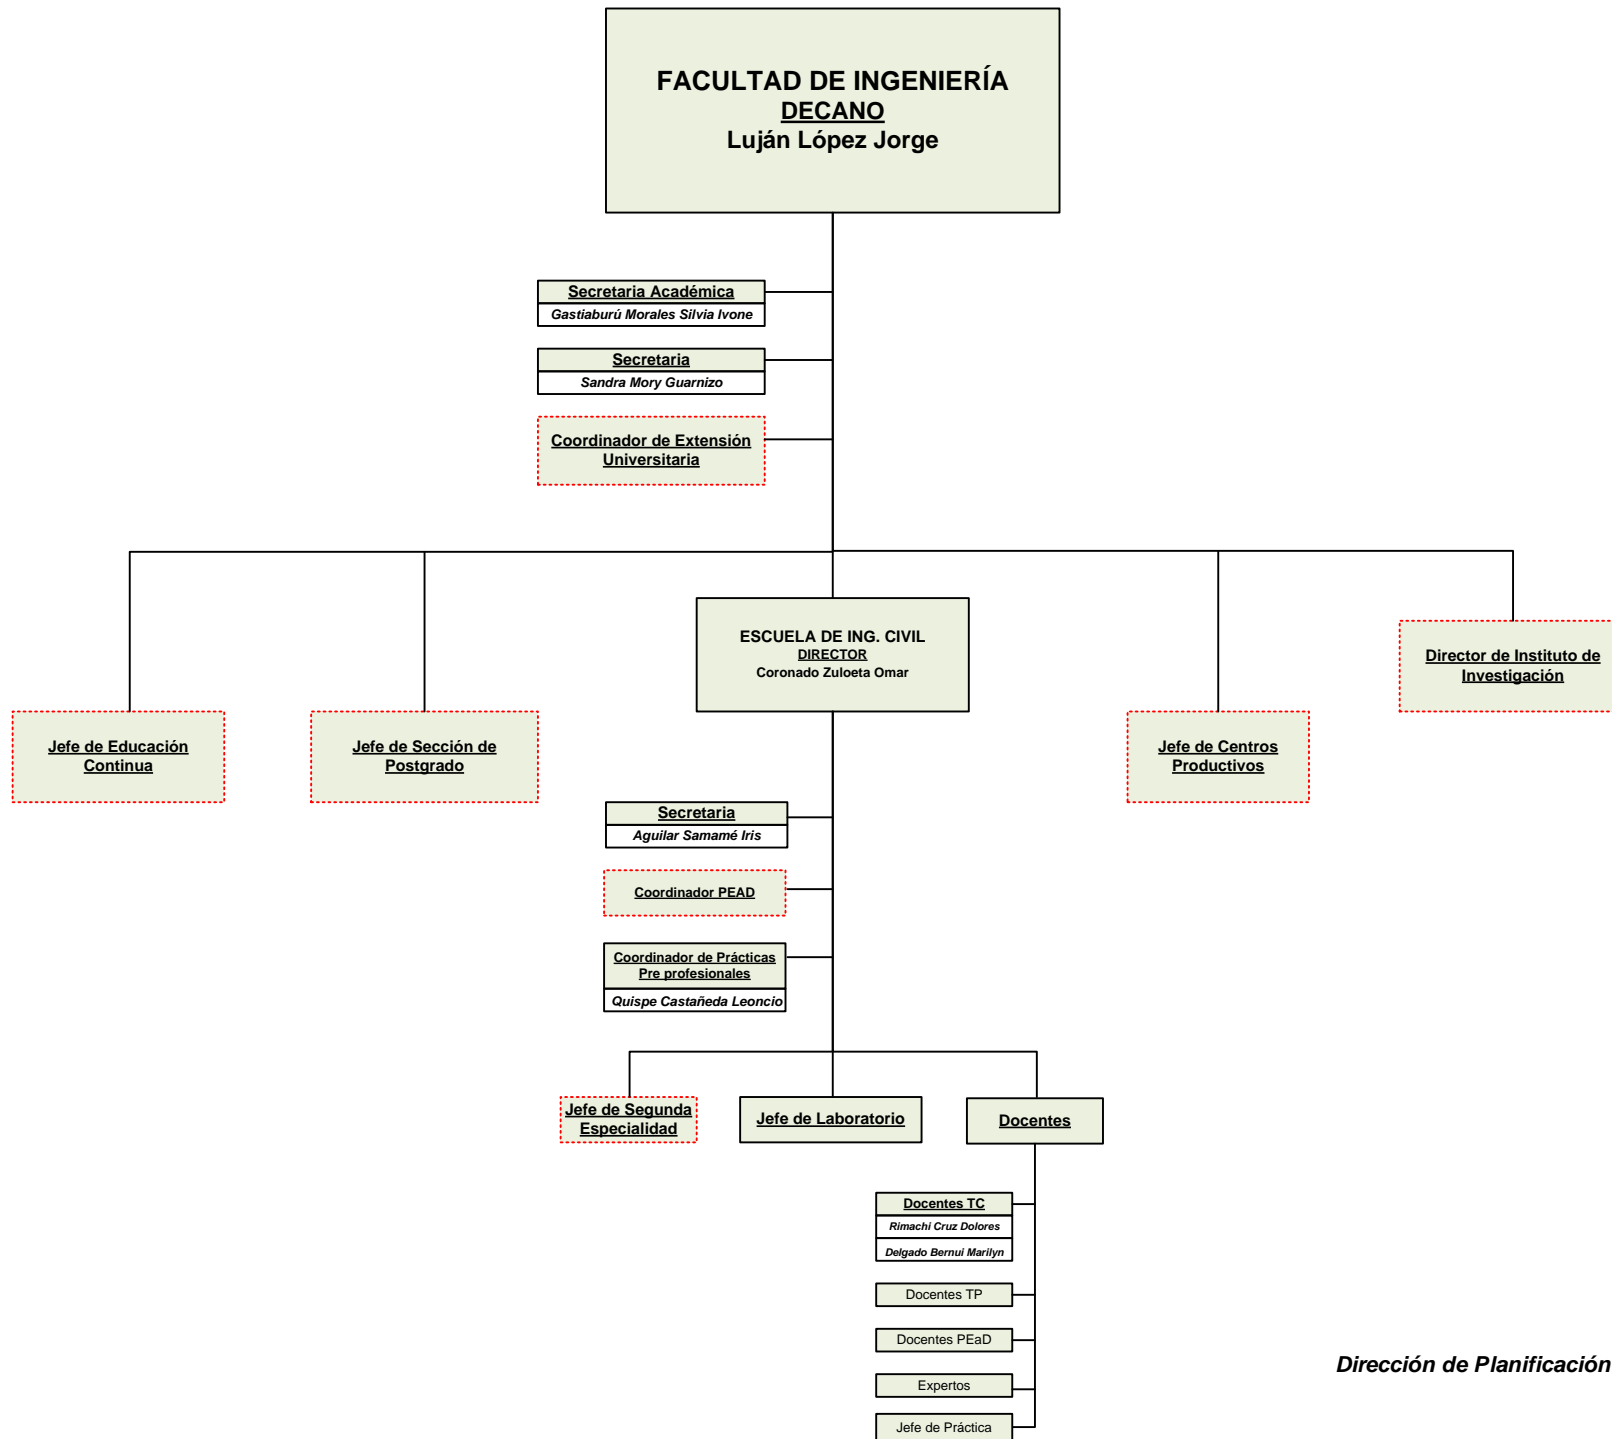 FACULTAD DE INGENIERÍA
DECANO
Luján López Jorge
Secretaria Académica
Gastiaburú Morales Silvia Ivone
Secretaria
Sandra Mory Guarnizo
Coordinador de Extensión
Universitaria
ESCUELA DE ING. CIVIL
DIRECTOR
Coronado Zuloeta Omar
Director de Instituto de
Investigación
Jefe de Educación
Continua
Jefe de Sección de
Postgrado
Jefe de Centros
Productivos
Secretaria
Aguilar Samamé Iris
Coordinador PEAD
Coordinador de Prácticas
Pre profesionales
Quispe Castañeda Leoncio
Jefe de Segunda
Especialidad
Jefe de Laboratorio
Docentes
Docentes TC
Rimachi Cruz Dolores
Delgado Bernui Marilyn
Docentes TP
Docentes PEaD
Expertos
Jefe de Práctica
Dirección de Planificación